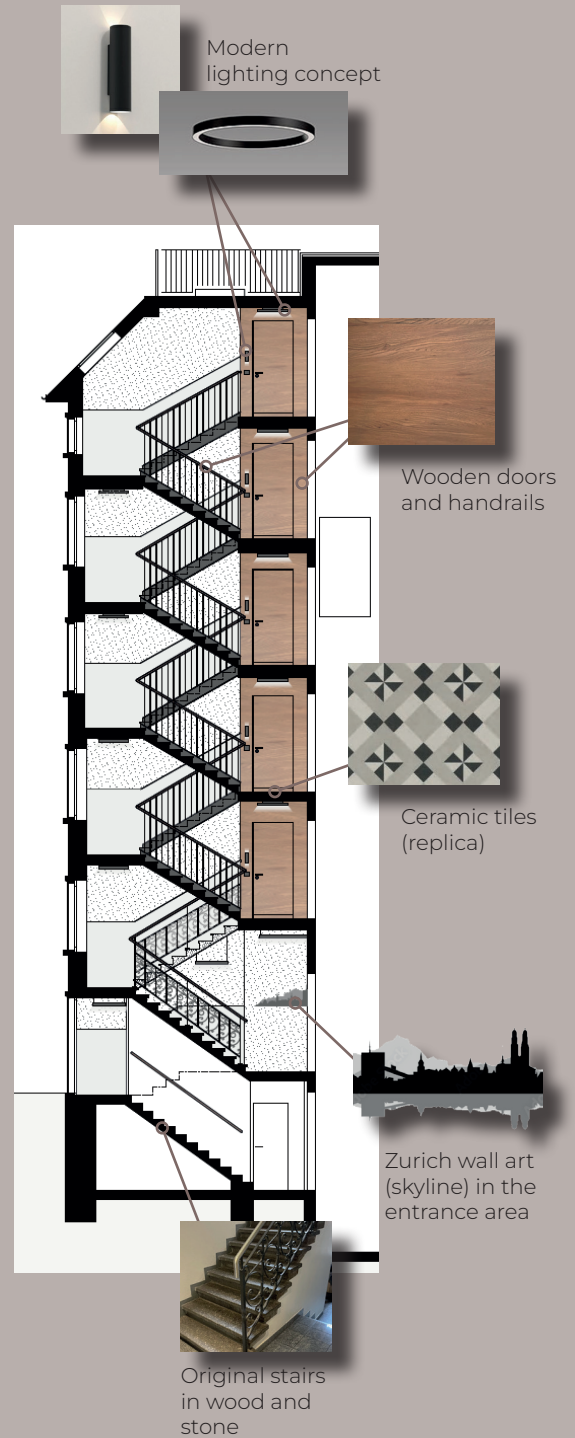 Modern
lighting concept
Wooden doors
and handrails
Ceramic tiles
(replica)
Zurich wall art
(skyline) in the
entrance area
Original stairs
in wood and
stone